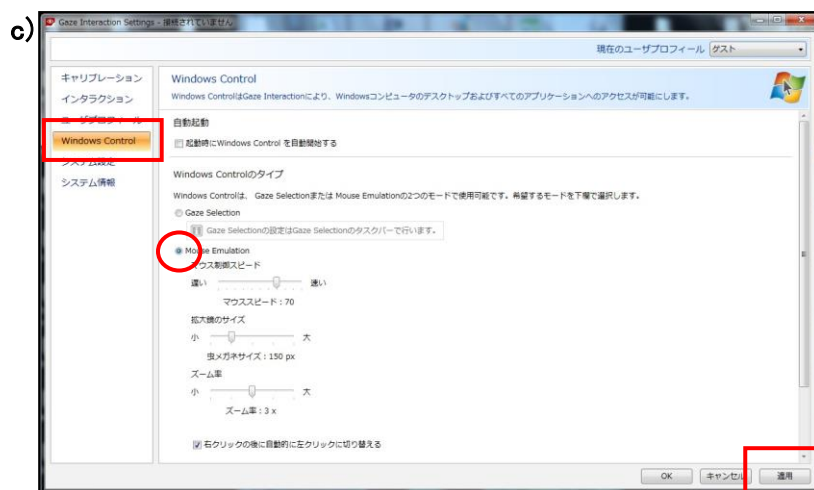 c)
Gaze Interaction Settings - 接続されていません
現在のユーザプロフィール ゲスト
キャリブレーション
インタラクション
ユーザプロフィール
Windows Control
システム設定
システム情報
Windows Control
Windows ControlはGaze Interactionにより、Windowsコンピュータのデスクトップおよびすべてのアプリケーションへのアクセスが可能にします。
自動起動
起動時にWindows Control を自動開始する
Windows Controlのタイプ
Windows Controlは、 Gaze Selectionまたは Mouse Emulationの2つのモードで使用可能です。希望するモードを下欄で選択します。
Gaze Selection
Gaze Selectionの設定はGaze Selectionのタスクバーで行います。
Mouse Emulation
マウス制御スピード
遅い 速い
マウススピード : 70
拡大鏡のサイズ
小 大
虫メガネサイズ : 150 px
ズーム率
小 大
ズーム率 : 3 x
右クリックの後に自動的に左クリックに切り替える
OK キャンセル 適用